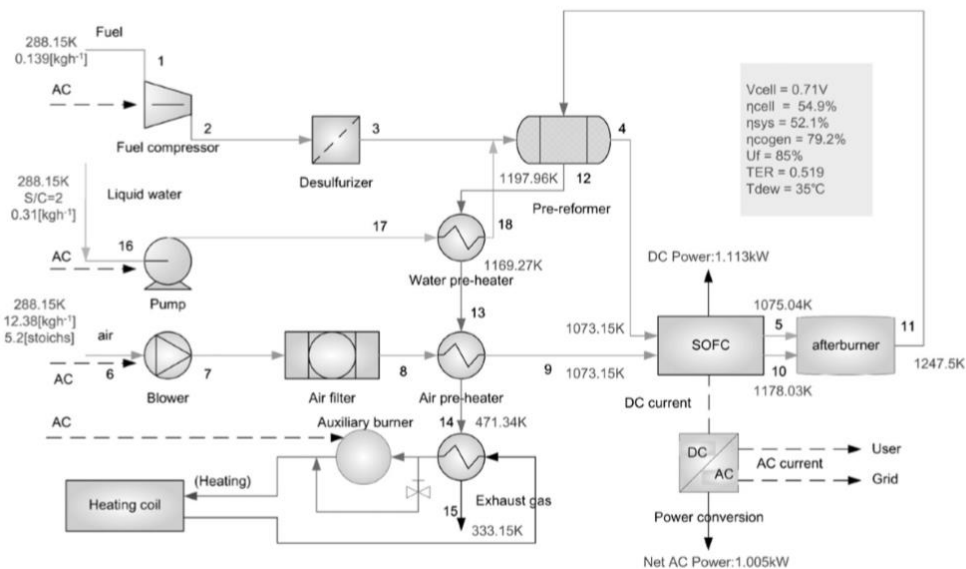 Fuel
288.15K
0.139[kgh⁻¹]
1
AC
2
Fuel compressor
3
Desulfurizer
4
1197.96K
12
Pre-reformer
Vcell = 0.71V
ηcell = 54.9%
ηsys = 52.1%
ηcogen = 79.2%
Uf = 85%
TER = 0.519
Tdew = 35℃
288.15K
S/C=2
0.31[kgh⁻¹]
Liquid water
16
AC
Pump
17
18
1169.27K
Water pre-heater
13
288.15K
12.38[kgh⁻¹]
5.2[stoichs]
air
6
AC
7
Blower
Air filter
8
Air pre-heater
9
1073.15K
1073.15K
DC Power:1.113kW
SOFC
1075.04K
5
10
1178.03K
afterburner
11
1247.5K
DC current
AC
Auxiliary burner
14
471.34K
(Heating)
Heating coil
Exhaust gas
15
333.15K
DC
AC
AC current
User
Grid
Power conversion
Net AC Power:1.005kW